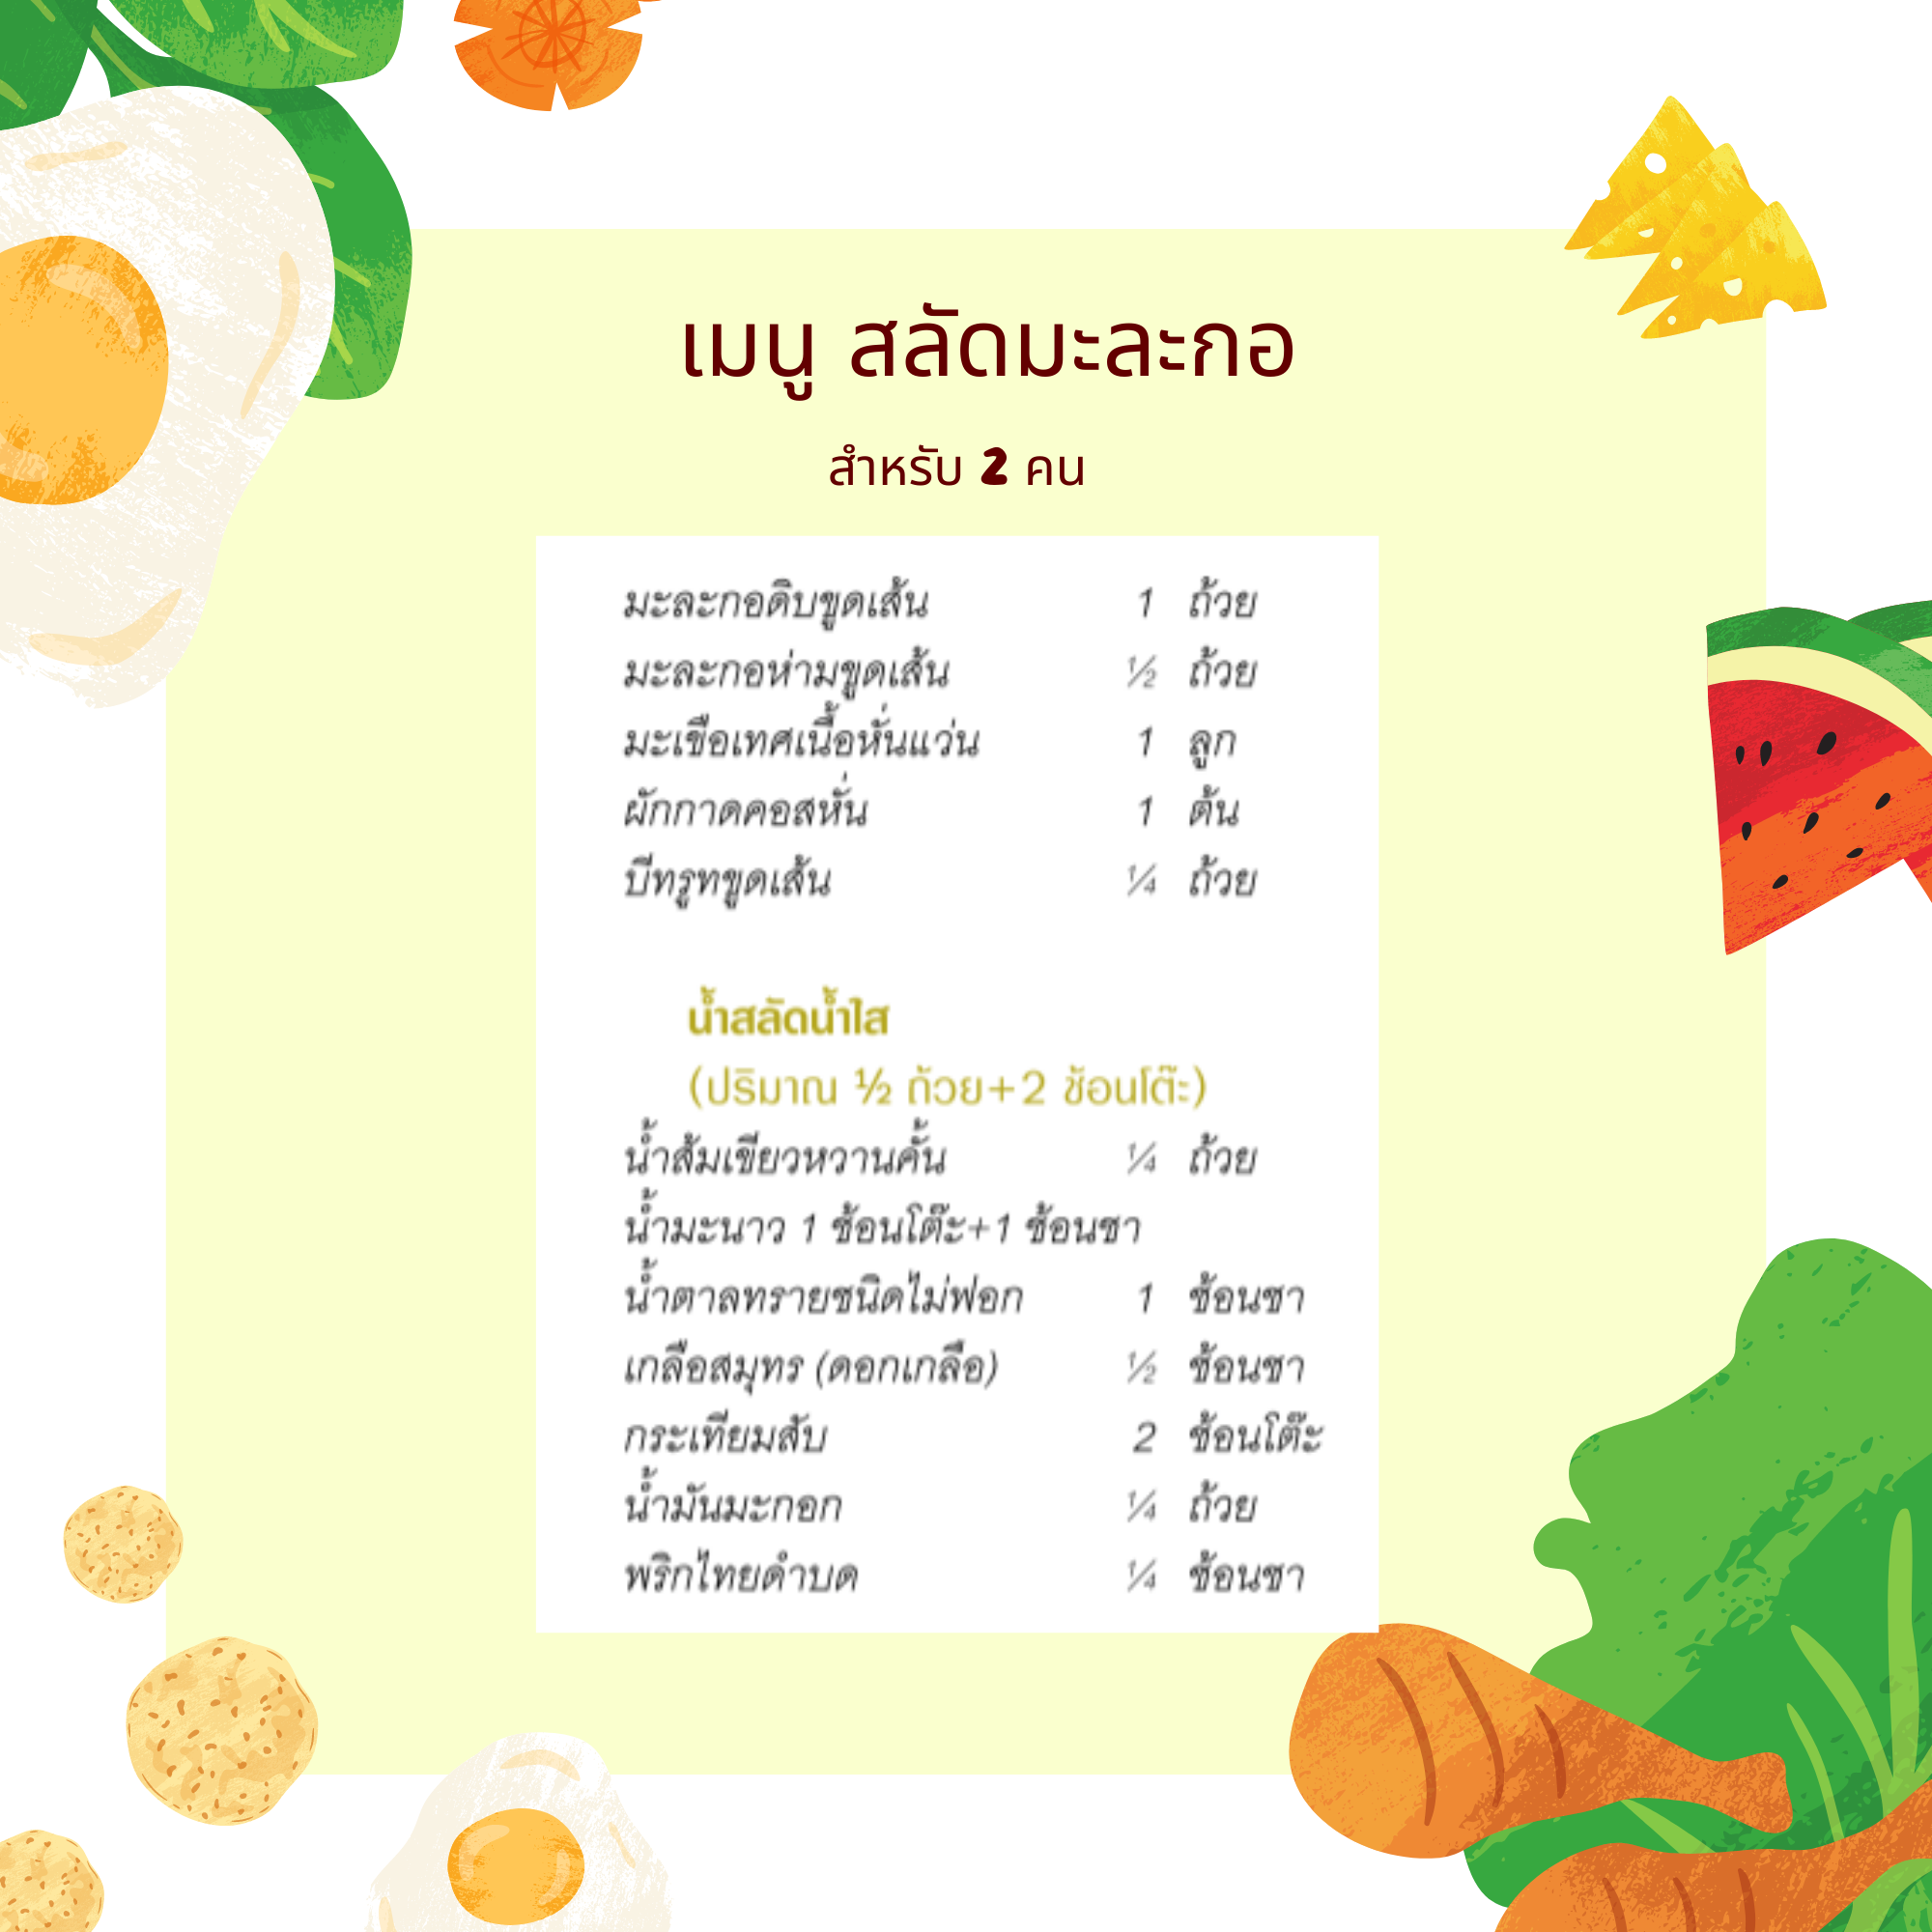 เมนู สลัดมะละกอ
สำหรับ 2 คน
มะละกอดิบขูดเส้น 1 ถ้วย
มะละกอห่ามขูดเส้น ½ ถ้วย
มะเขือเทศเนื้อหั่นแว่น 1 ลูก
ผักกาดคอสหั่น 1 ต้น
บีทรูทขูดเส้น ¼ ถ้วย
น้ำสลัดน้ำใส
(ปริมาณ ½ ถ้วย+2 ช้อนโต๊ะ)
น้ำส้มเขียวหวานคั้น ¼ ถ้วย
น้ำมะนาว 1 ช้อนโต๊ะ+1 ช้อนชา
น้ำตาลทรายชนิดไม่ฟอก 1 ช้อนชา
เกลือสมุทร (ดอกเกลือ) ½ ช้อนชา
กระเทียมสับ 2 ช้อนโต๊ะ
น้ำมันมะกอก ¼ ถ้วย
พริกไทยดำบด ¼ ช้อนชา